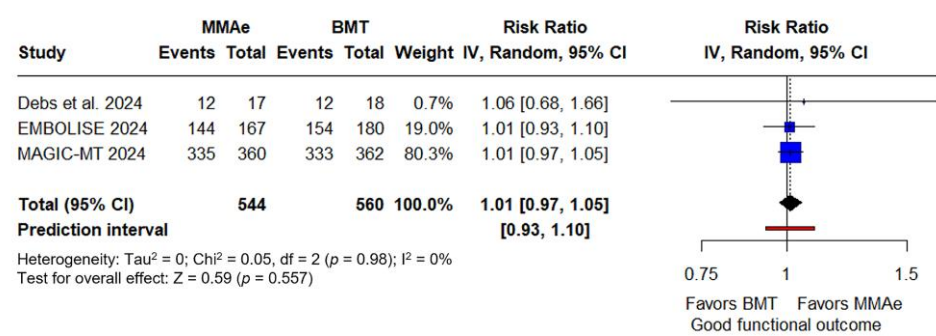 MMAe BMT Risk Ratio Risk Ratio
Study Events Total Events Total Weight IV, Random, 95% CI IV, Random, 95% CI
Debs et al. 2024 12 17 12 18 0.7% 1.06 [0.68, 1.66]
EMBOLISE 2024 144 167 154 180 19.0% 1.01 [0.93, 1.10]
MAGIC-MT 2024 335 360 333 362 80.3% 1.01 [0.97, 1.05]
Total (95% CI) 544 560 100.0% 1.01 [0.97, 1.05]
Prediction interval [0.93, 1.10]
Heterogeneity: Tau² = 0; Chi² = 0.05, df = 2 (p = 0.98); I² = 0%
Test for overall effect: Z = 0.59 (p = 0.557)
0.75 1 1.5
Favors BMT Favors MMAe
Good functional outcome